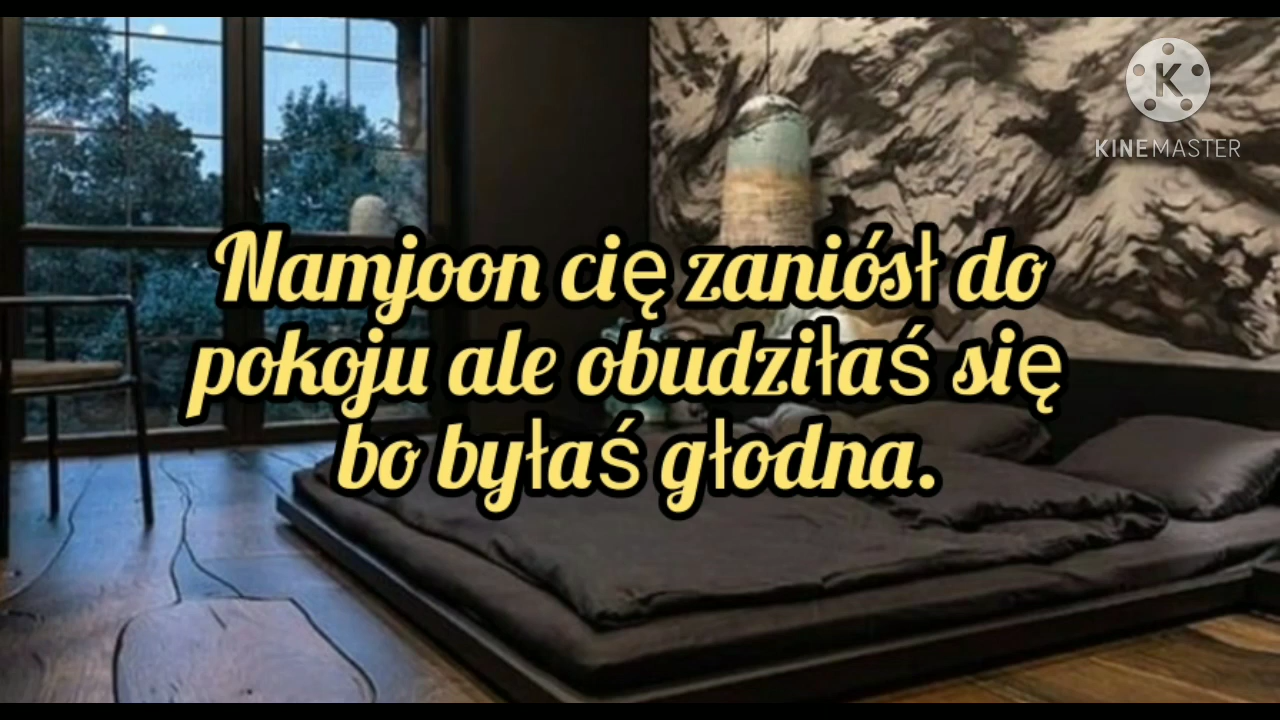 KINEMASTER
Namjoon cię zaniósł do
pokoju ale obudziłaś się
bo byłaś głodna.